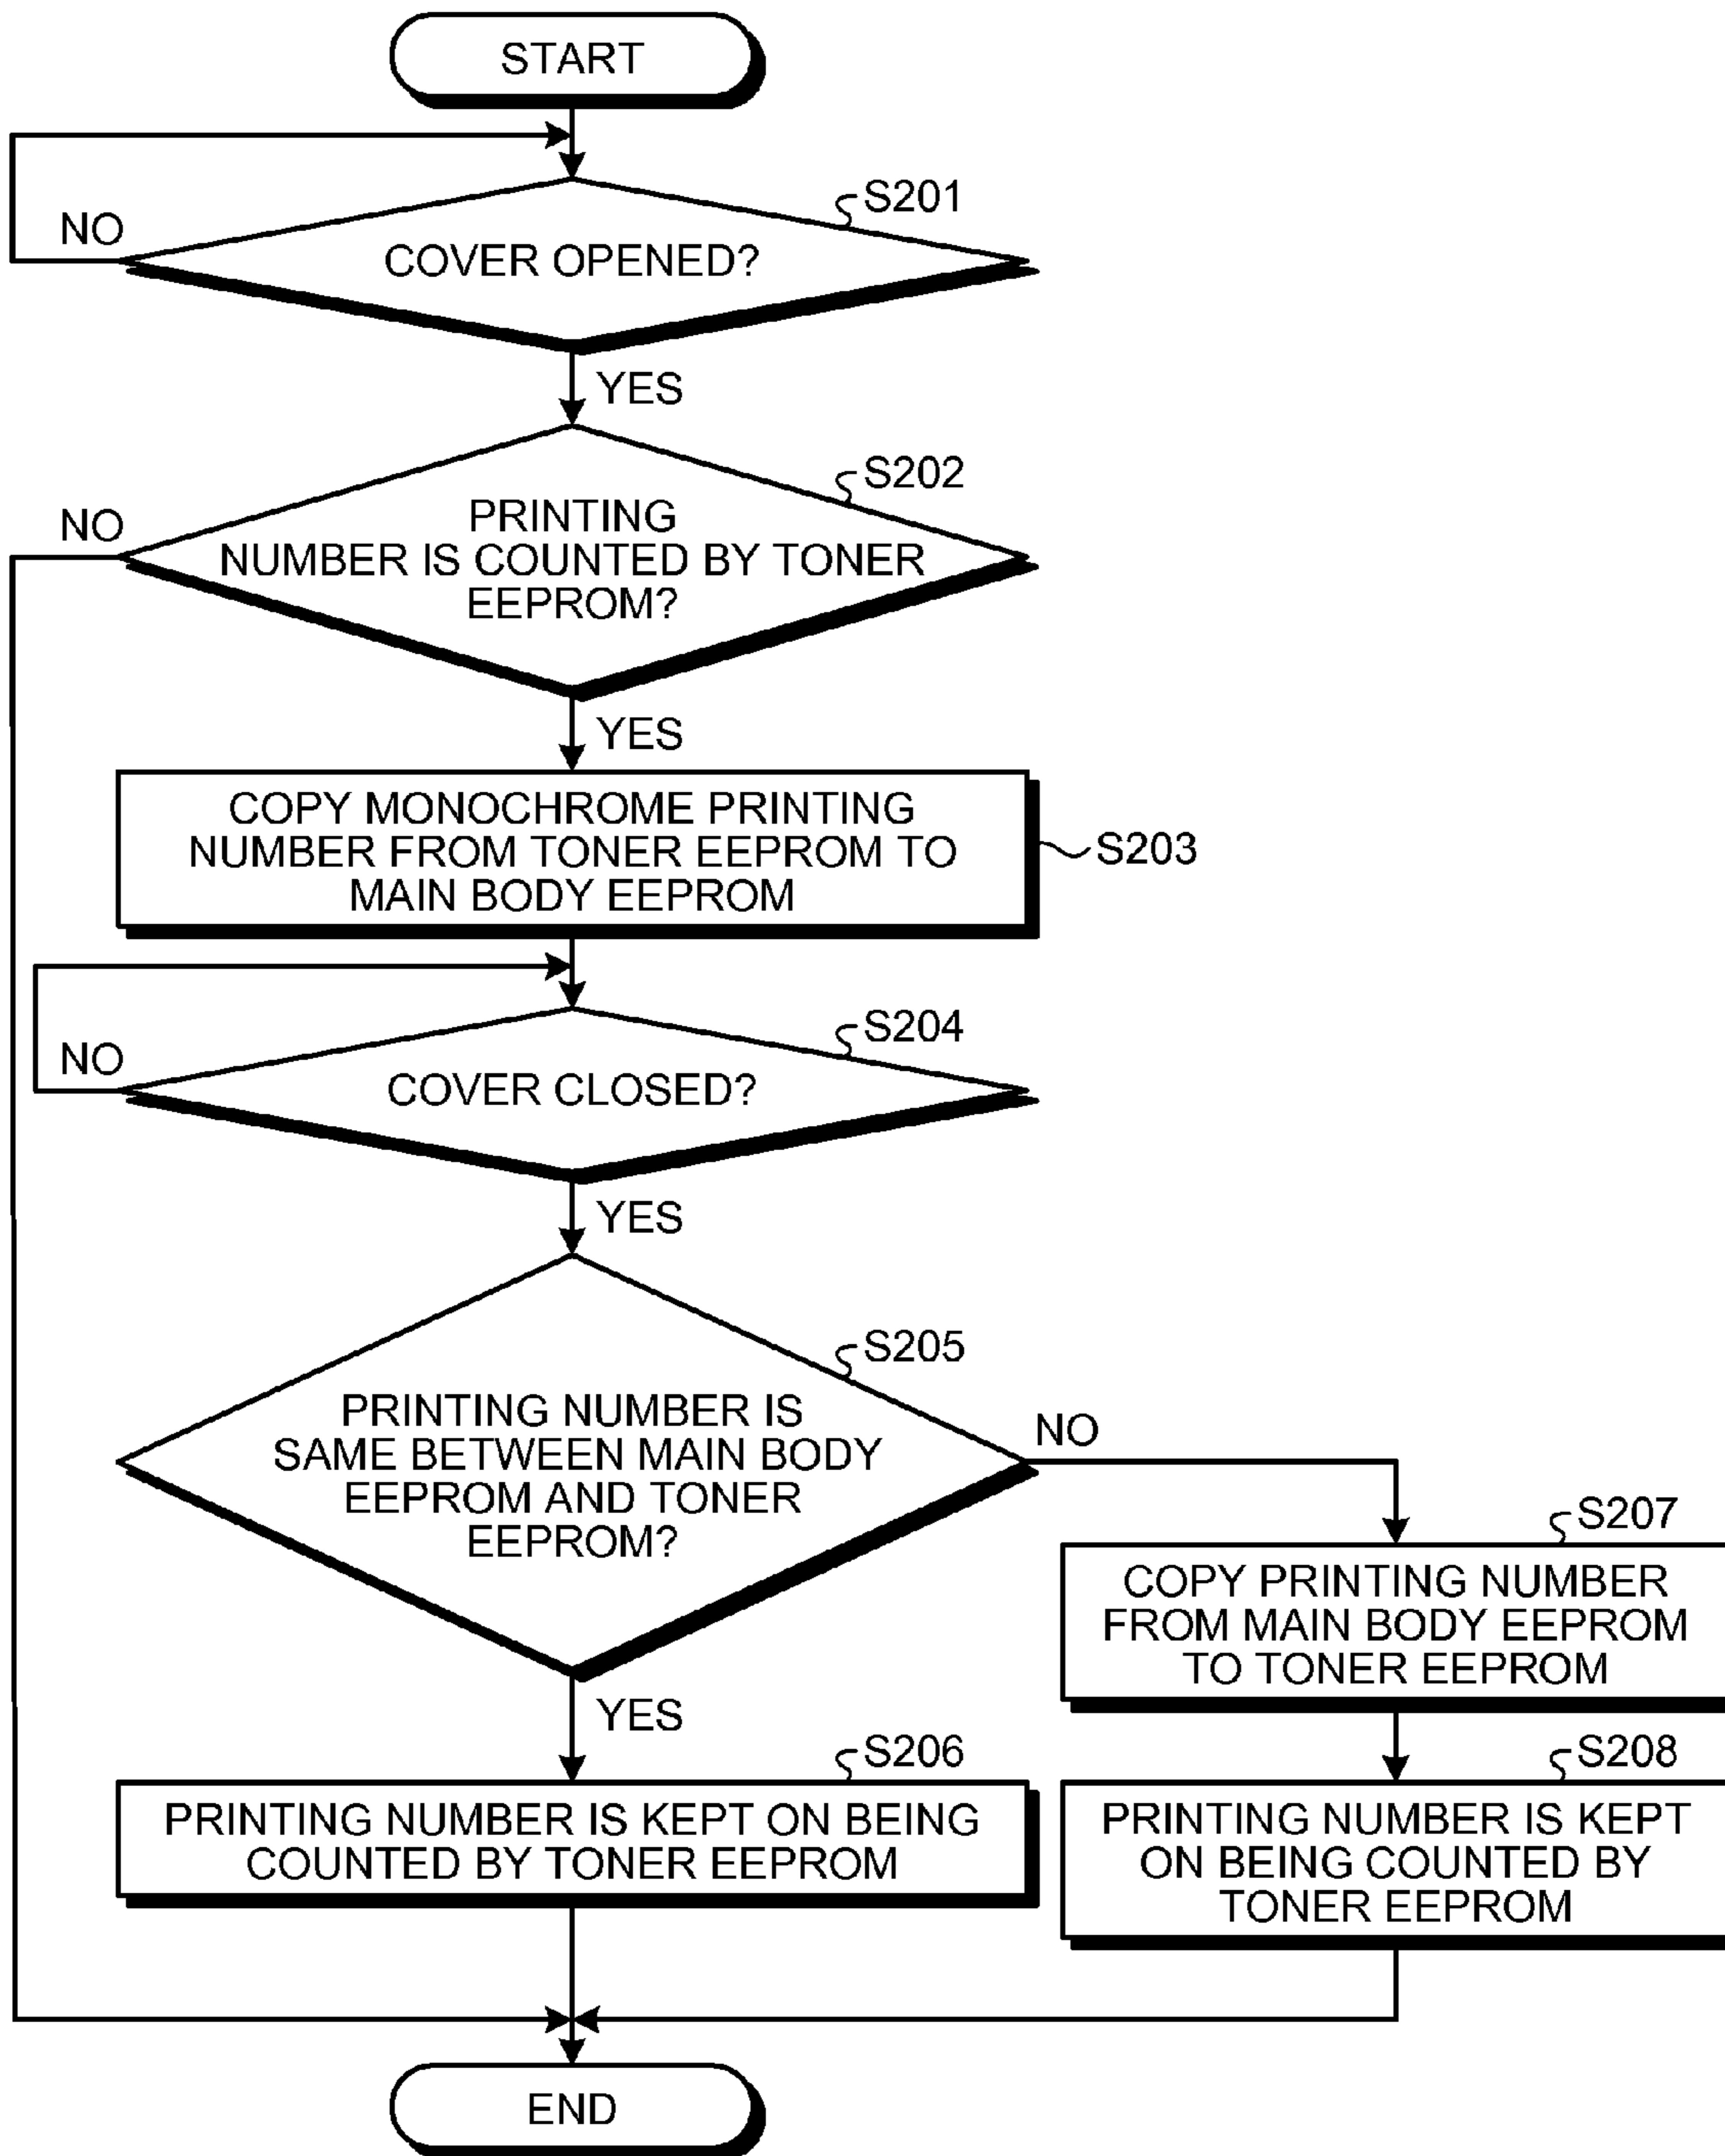 START
S201
NO
COVER OPENED?
YES
S202
NO
PRINTING
NUMBER IS COUNTED BY TONER
EEPROM?
YES
COPY MONOCHROME PRINTING
NUMBER FROM TONER EEPROM TO
MAIN BODY EEPROM
S203
S204
NO
COVER CLOSED?
YES
S205
PRINTING NUMBER IS
SAME BETWEEN MAIN BODY
EEPROM AND TONER
EEPROM?
NO
YES
S207
COPY PRINTING NUMBER
FROM MAIN BODY EEPROM
TO TONER EEPROM
S206
PRINTING NUMBER IS KEPT ON BEING
COUNTED BY TONER EEPROM
S208
PRINTING NUMBER IS KEPT
ON BEING COUNTED BY
TONER EEPROM
END